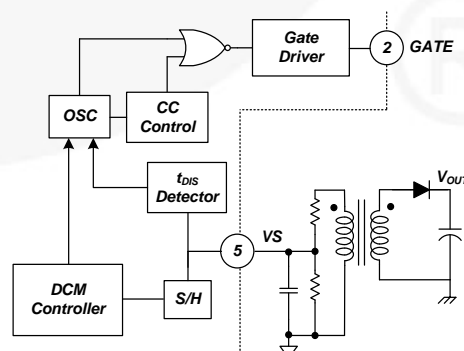 Gate
Driver
2
GATE
OSC
CC
Control
tDIS
Detector
5
VS
VOUT
DCM
Controller
S/H
R